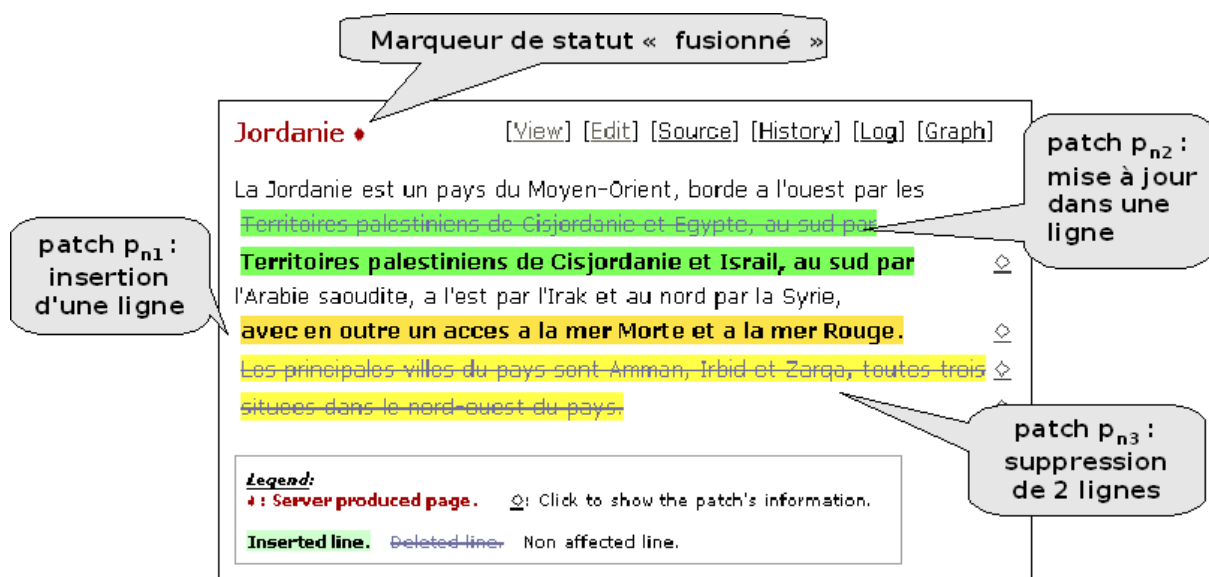 Marqueur de statut « fusionné »
Jordanie
[View] [Edit] [Source] [History] [Log] [Graph]
La Jordanie est un pays du Moyen-Orient, borde a l'ouest par les
Territoires palestiniens de Cisjordanie et Egypte, au sud par
Territoires palestiniens de Cisjordanie et Israil, au sud par
l'Arabie saoudite, a l'est par l'Irak et au nord par la Syrie,
avec en outre un acces a la mer Morte et a la mer Rouge.
Les principales villes du pays sont Amman, Irbid et Zarqa, toutes trois
situees dans le nord-ouest du pays.
patch pn1 :
insertion
d'une ligne
patch pn2 :
mise à jour
dans une
ligne
patch pn3 :
suppression
de 2 lignes
Legend:
: Server produced page. : Click to show the patch's information.
Inserted line. Deleted line. Non affected line.